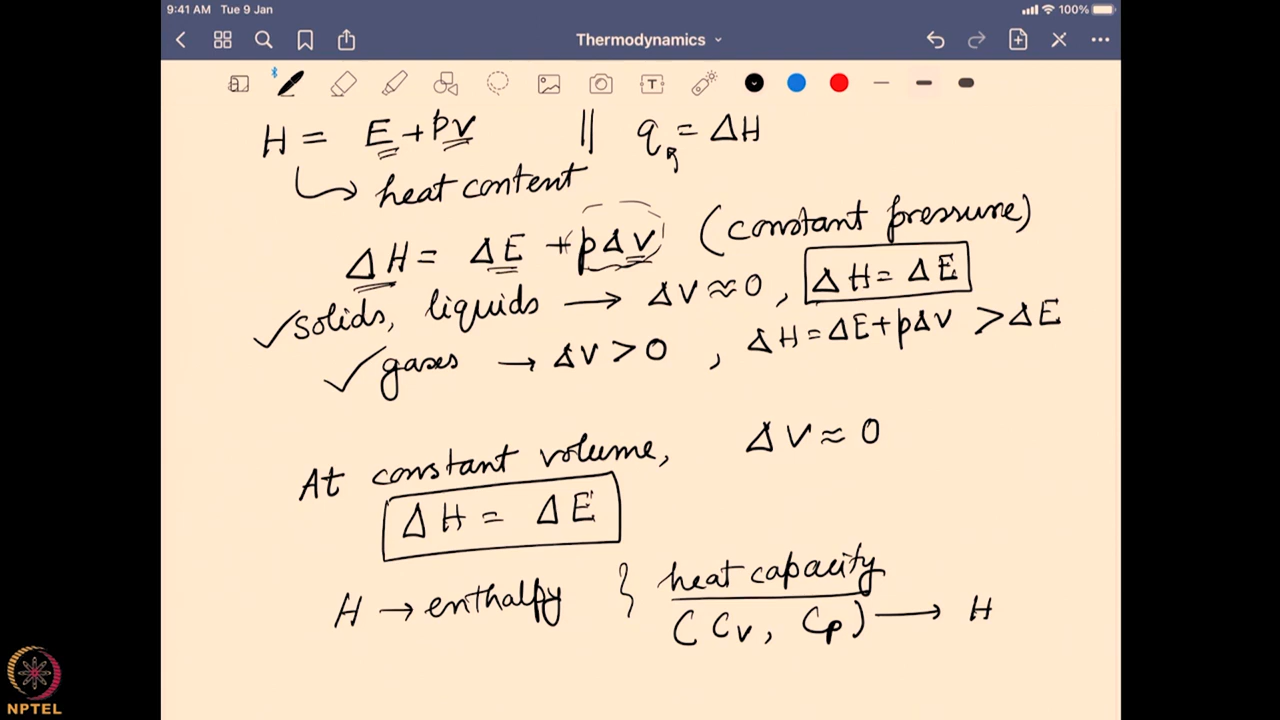 9:41 AM Tue 9 Jan
100%
Thermodynamics
H = E + PV || q = ΔH
heat content
ΔH = ΔE + pΔV (constant pressure)
solids, liquids → ΔV ≈ 0, ΔH = ΔE
gases → ΔV > 0, ΔH = ΔE + pΔV > ΔE
At constant volume, ΔV ≈ 0
ΔH = ΔE
H → enthalpy } heat capacity
(Cv, Cp) → H
NPTEL